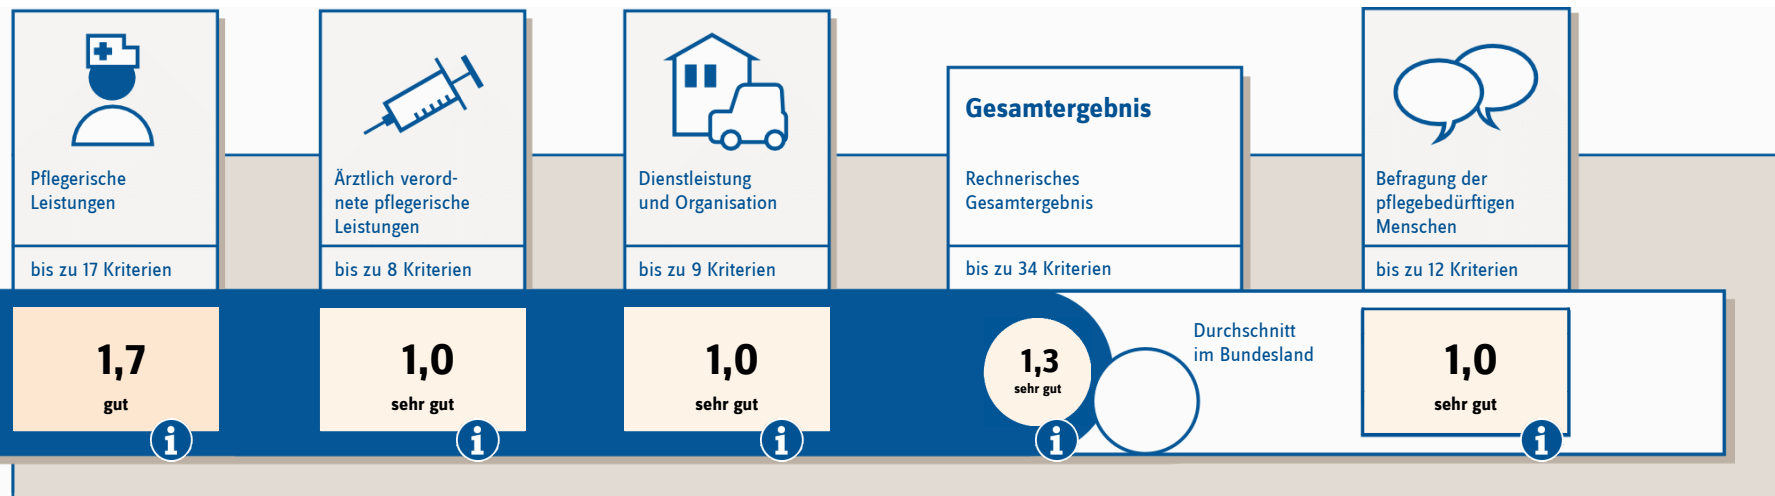 Pflegerische
Leistungen
bis zu 17 Kriterien
1,7
gut
i
Ärztlich verord-
nete pflegerische
Leistungen
bis zu 8 Kriterien
1,0
sehr gut
i
Dienstleistung
und Organisation
bis zu 9 Kriterien
1,0
sehr gut
i
Gesamtergebnis
Rechnerisches
Gesamtergebnis
bis zu 34 Kriterien
1,3
sehr gut
i
Durchschnitt
im Bundesland
Befragung der
pflegebedürftigen
Menschen
bis zu 12 Kriterien
1,0
sehr gut
i